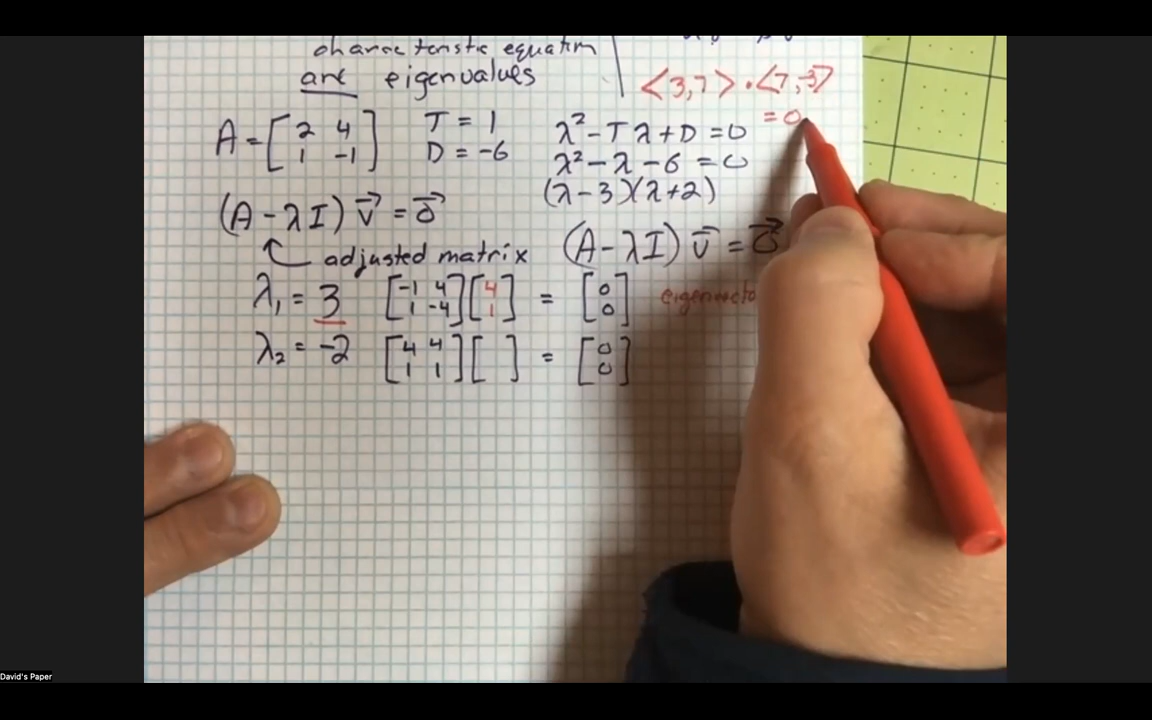 characteristic equation
are eigenvalues
<3,7> · <7,-3>
= 0
A = [2 4; 1 -1] T = 1 λ² - Tλ + D = 0
D = -6 λ² - λ - 6 = 0
(λ - 3)(λ + 2)
(A - λI) v⃗ = 0⃗
adjusted matrix (A - λI) v⃗ = 0⃗
λ₁ = 3 [-1 4; 1 -4] [4; 1] = [0; 0]
λ₂ = -2 [4 4; 1 1] [ ] = [0; 0]
David's Paper